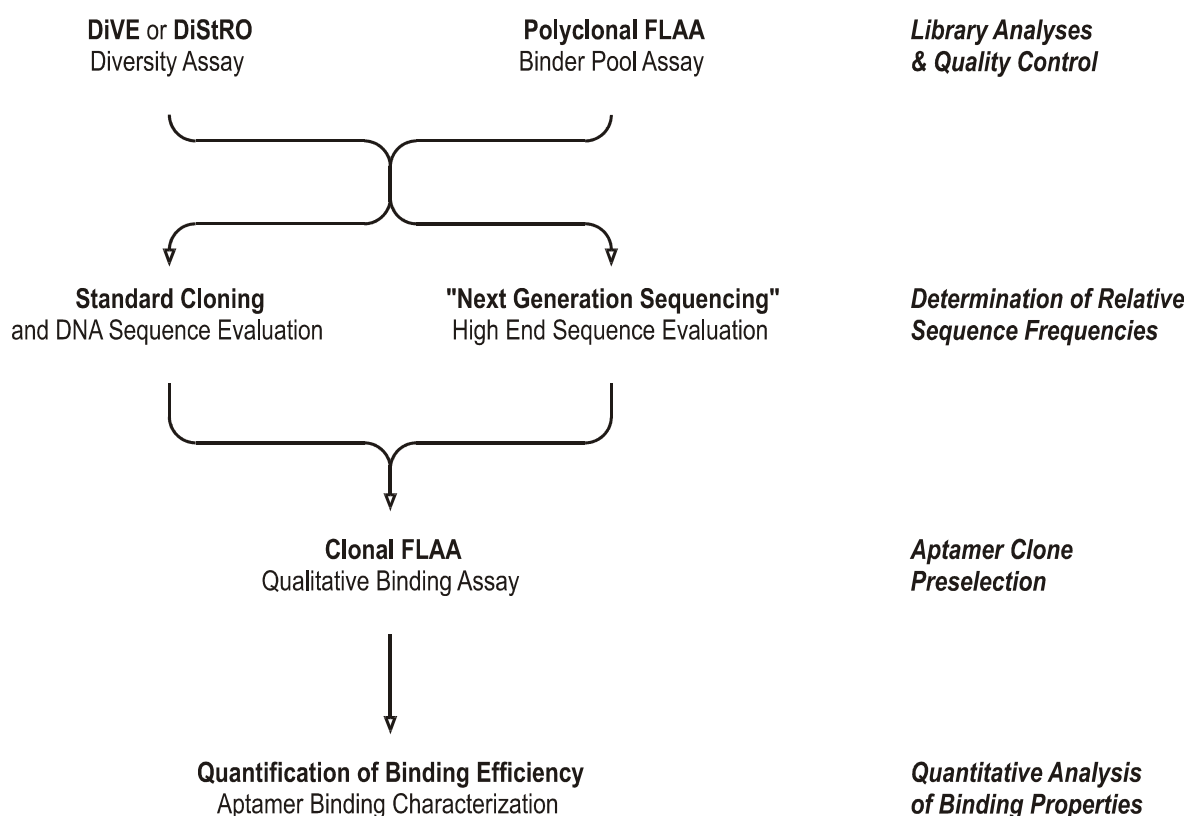 DiVE or DiStRO
Diversity Assay
Polyclonal FLAA
Binder Pool Assay
Library Analyses
& Quality Control
Standard Cloning
and DNA Sequence Evaluation
"Next Generation Sequencing"
High End Sequence Evaluation
Determination of Relative
Sequence Frequencies
Clonal FLAA
Qualitative Binding Assay
Aptamer Clone
Preselection
Quantification of Binding Efficiency
Aptamer Binding Characterization
Quantitative Analysis
of Binding Properties